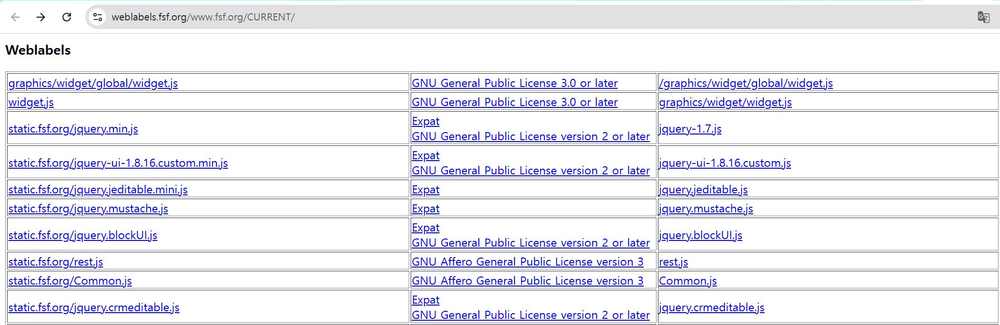 weblabels.fsf.org/www.fsf.org/CURRENT/
Weblabels
graphics/widget/global/widget.js GNU General Public License 3.0 or later /graphics/widget/global/widget.js
widget.js GNU General Public License 3.0 or later graphics/widget/widget.js
static.fsf.org/jquery.min.js Expat
GNU General Public License version 2 or later jquery-1.7.js
static.fsf.org/jquery-ui-1.8.16.custom.min.js Expat
GNU General Public License version 2 or later jquery-ui-1.8.16.custom.js
static.fsf.org/jquery.jeditable.mini.js Expat jquery.jeditable.js
static.fsf.org/jquery.mustache.js Expat jquery.mustache.js
static.fsf.org/jquery.blockUI.js Expat
GNU General Public License version 2 or later jquery.blockUI.js
static.fsf.org/rest.js GNU Affero General Public License version 3 rest.js
static.fsf.org/Common.js GNU Affero General Public License version 3 Common.js
static.fsf.org/jquery.crmeditable.js Expat
GNU General Public License version 2 or later jquery.crmeditable.js